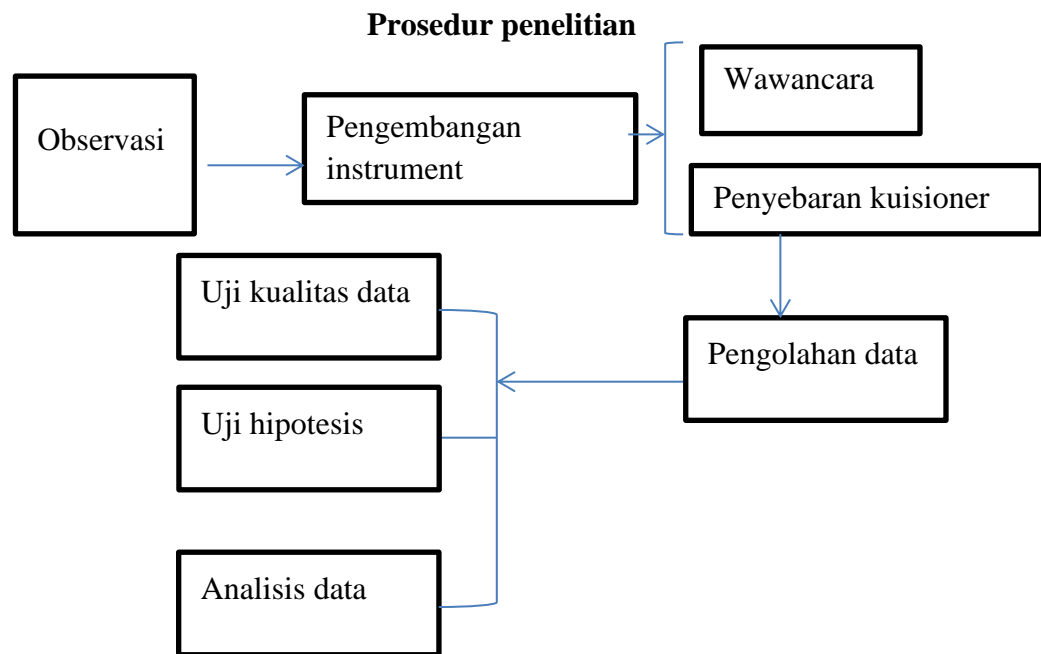 Prosedur penelitian
Observasi
Pengembangan
instrument
Wawancara
Penyebaran kuisioner
Pengolahan data
Uji kualitas data
Uji hipotesis
Analisis data